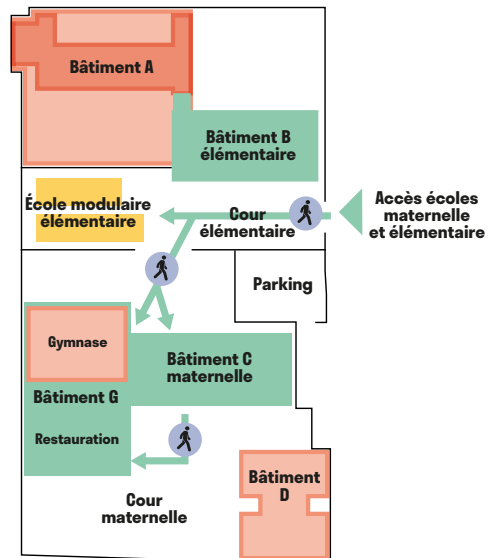 Bâtiment A
Bâtiment B
élémentaire
École modulaire
élémentaire
Cour
élémentaire
Accès écoles
maternelle
et élémentaire
Parking
Gymnase
Bâtiment C
maternelle
Bâtiment G
Restauration
Cour
maternelle
Bâtiment
D